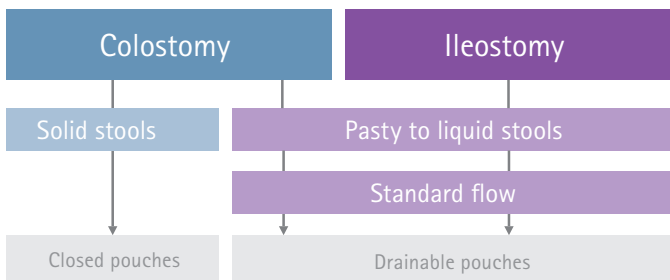 Colostomy
Ileostomy
Solid stools
Pasty to liquid stools
Standard flow
Closed pouches
Drainable pouches